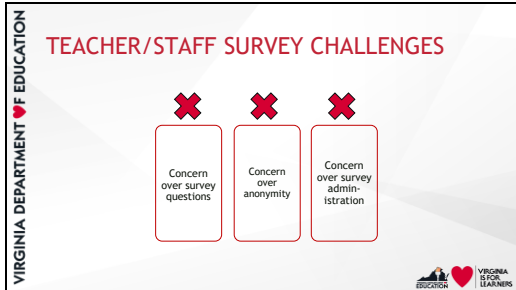 VIRGINIA DEPARTMENT OF EDUCATION
TEACHER/STAFF SURVEY CHALLENGES
Concern
over survey
questions
Concern
over
anonymity
Concern
over survey
admin-
istration
EDUCATION
VIRGINIA
IS FOR
LEARNERS